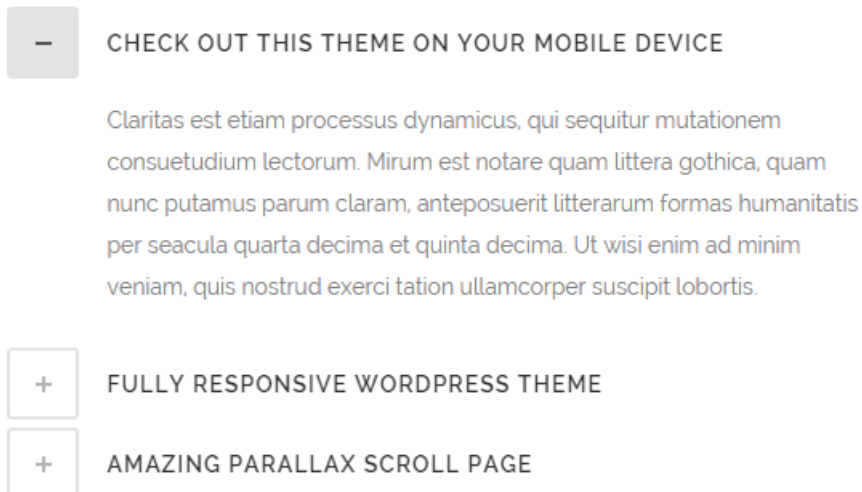 CHECK OUT THIS THEME ON YOUR MOBILE DEVICE
Claritas est etiam processus dynamicus, qui sequitur mutationem
consuetudium lectorum. Mirum est notare quam littera gothica, quam
nunc putamus parum claram, anteposuerit litterarum formas humanitatis
per seacula quarta decima et quinta decima. Ut wisi enim ad minim
veniam, quis nostrud exerci tation ullamcorper suscipit lobortis.
FULLY RESPONSIVE WORDPRESS THEME
AMAZING PARALLAX SCROLL PAGE